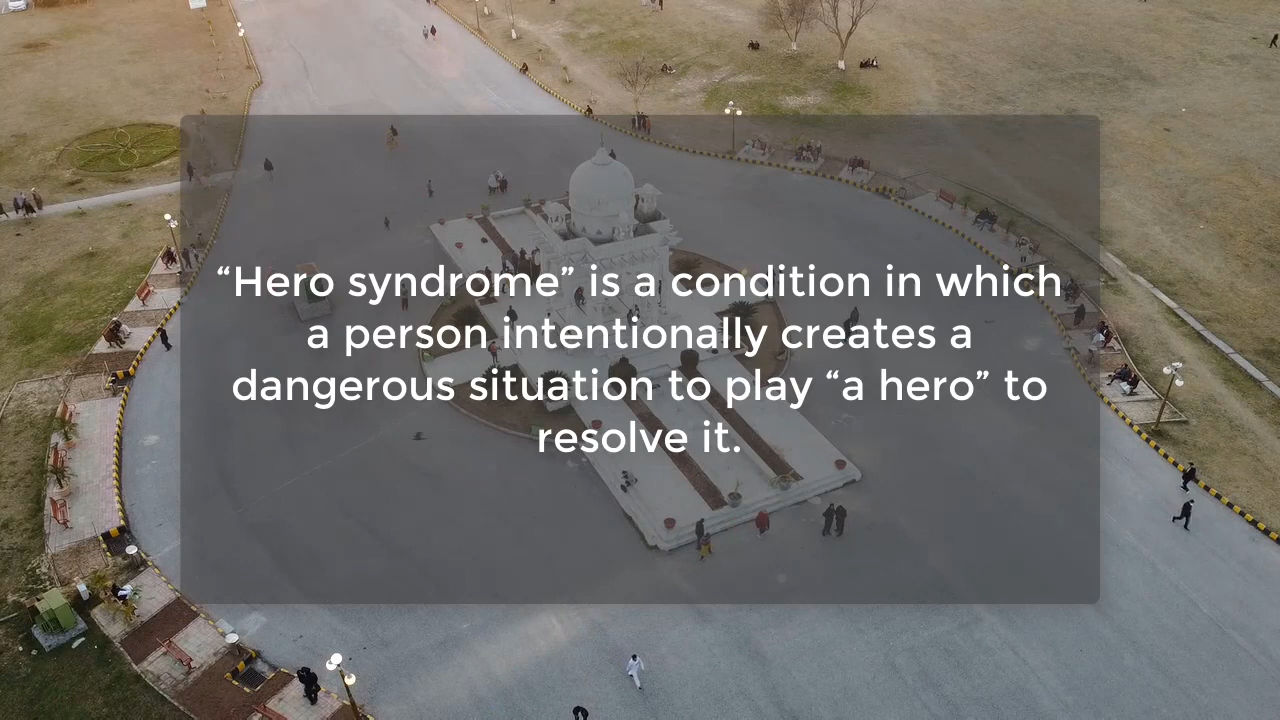 “Hero syndrome” is a condition in which
a person intentionally creates a
dangerous situation to play “a hero” to
resolve it.